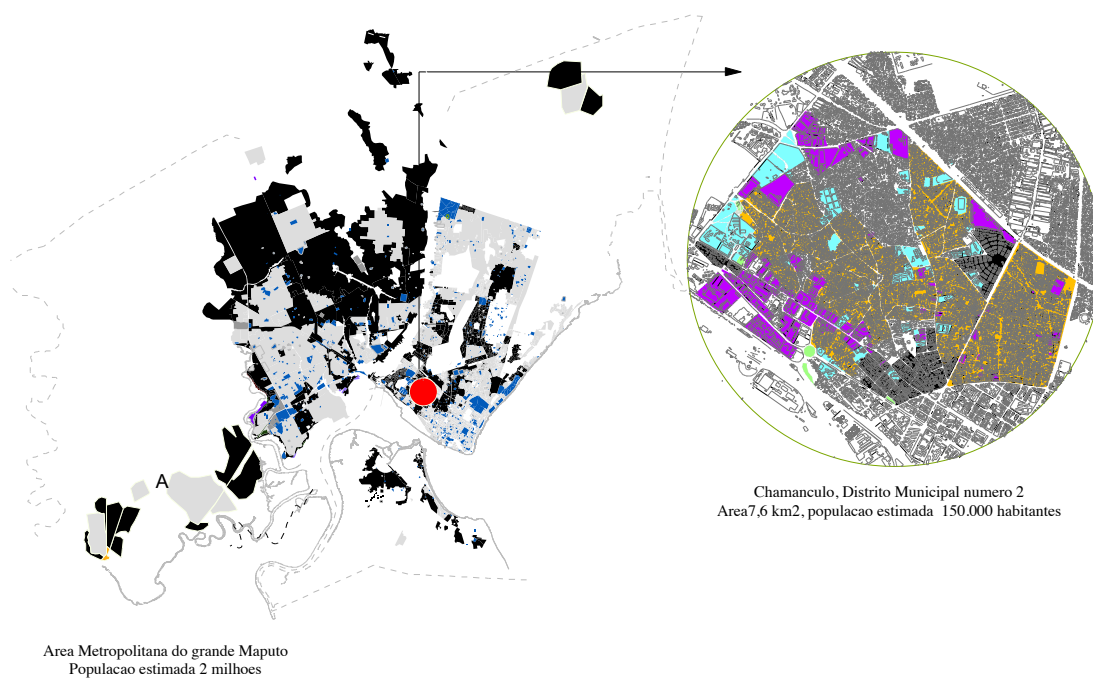 A
Chamanculo, Distrito Municipal numero 2
Area7,6 km2, populacao estimada 150.000 habitantes
Area Metropolitana do grande Maputo
Populacao estimada 2 milhoes